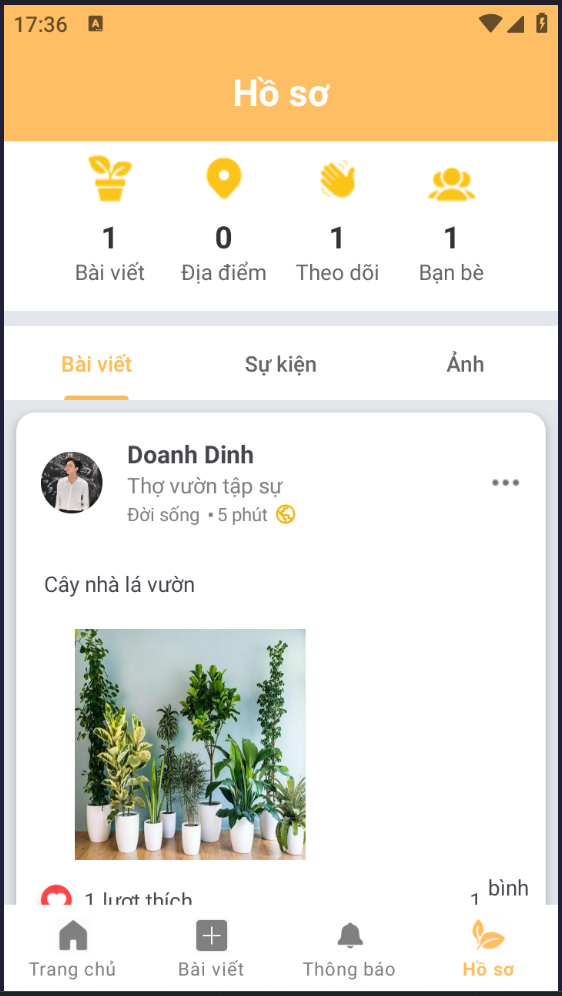 17:36 A
Hồ sơ
1 0 1 1
Bài viết Địa điểm Theo dõi Bạn bè
Bài viết Sự kiện Ảnh
Doanh Dinh
Thợ vườn tập sự
Đời sống • 5 phút
Cây nhà lá vườn
1 lượt thích 1 bình
Trang chủ Bài viết Thông báo Hồ sơ